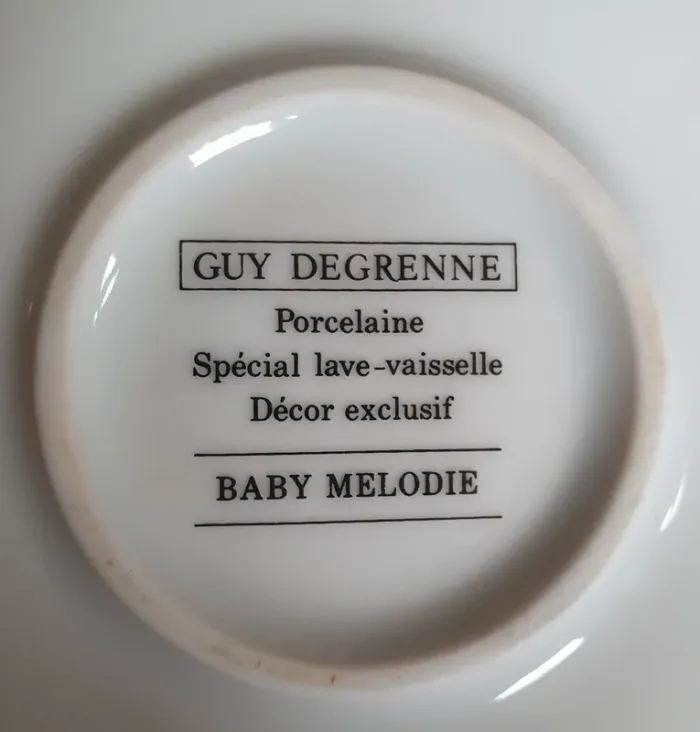 GUY DEGRENNE
Porcelaine
Spécial lave-vaisselle
Décor exclusif
BABY MELODIE